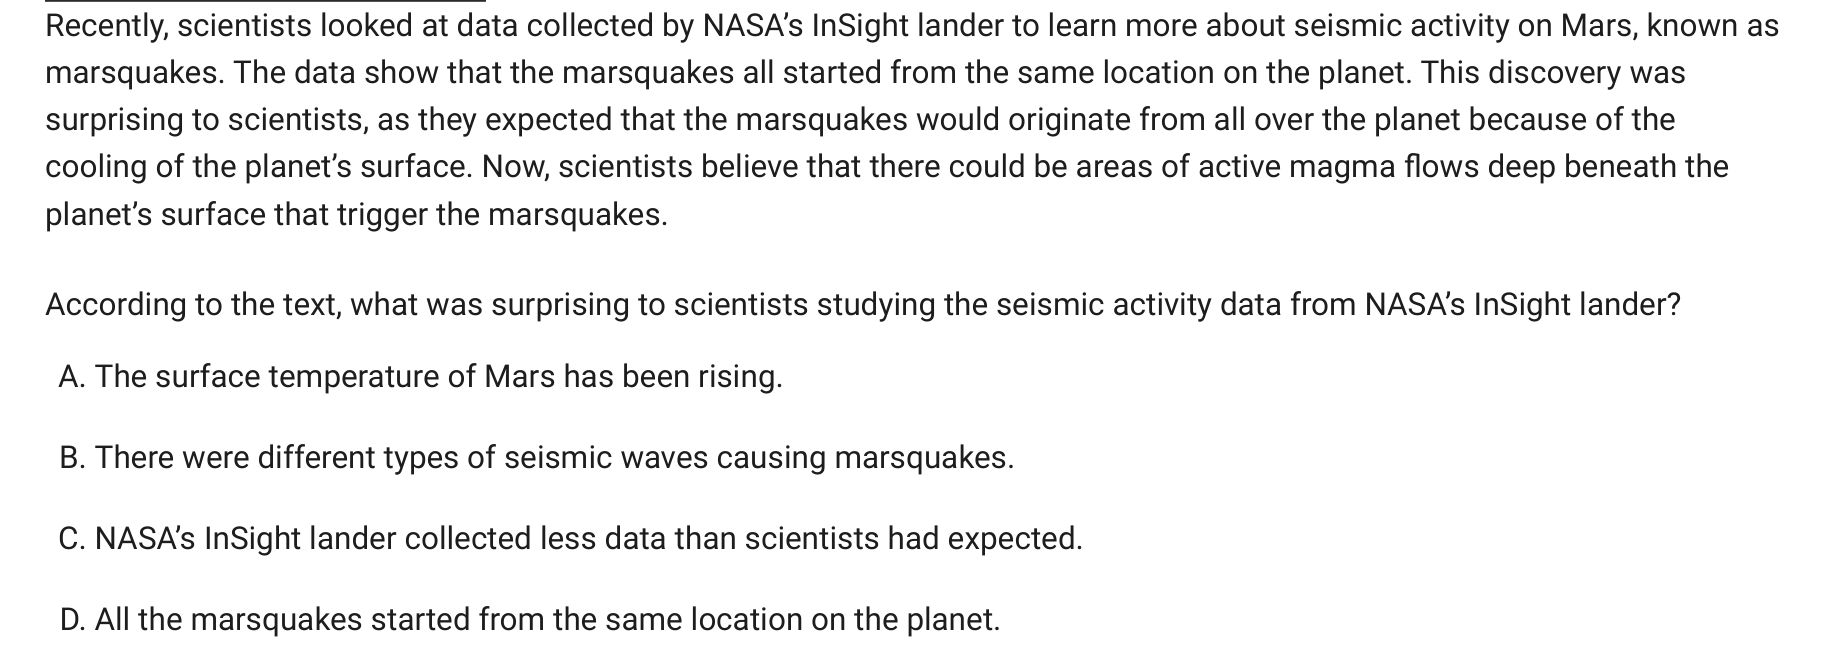 Recently, scientists looked at data collected by NASA's InSight lander to learn more about seismic activity on Mars, known as
marsquakes. The data show that the marsquakes all started from the same location on the planet. This discovery was
surprising to scientists, as they expected that the marsquakes would originate from all over the planet because of the
cooling of the planet's surface. Now, scientists believe that there could be areas of active magma flows deep beneath the
planet's surface that trigger the marsquakes.
According to the text, what was surprising to scientists studying the seismic activity data from NASA's InSight lander?
A. The surface temperature of Mars has been rising.
B. There were different types of seismic waves causing marsquakes.
C. NASA's InSight lander collected less data than scientists had expected.
D. All the marsquakes started from the same location on the planet.